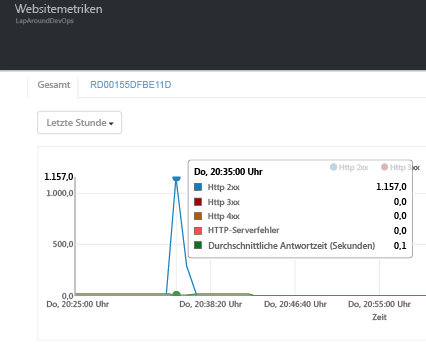 Websitemetriken
LapAroundDevOps
Gesamt RD00155DFBE11D
Letzte Stunde
Http 2xx Http 3xx
1.157,0
1.000,0
500,0
0,0
Do, 20:35:00 Uhr
Http 2xx 1.157,0
Http 3xx 0,0
Http 4xx 0,0
HTTP-Serverfehler 0,0
Durchschnittliche Antwortzeit (Sekunden) 0,1
Do, 20:25:00 Uhr Do, 20:38:20 Uhr Do, 20:46:40 Uhr Do, 20:55:00 Uhr
Zeit